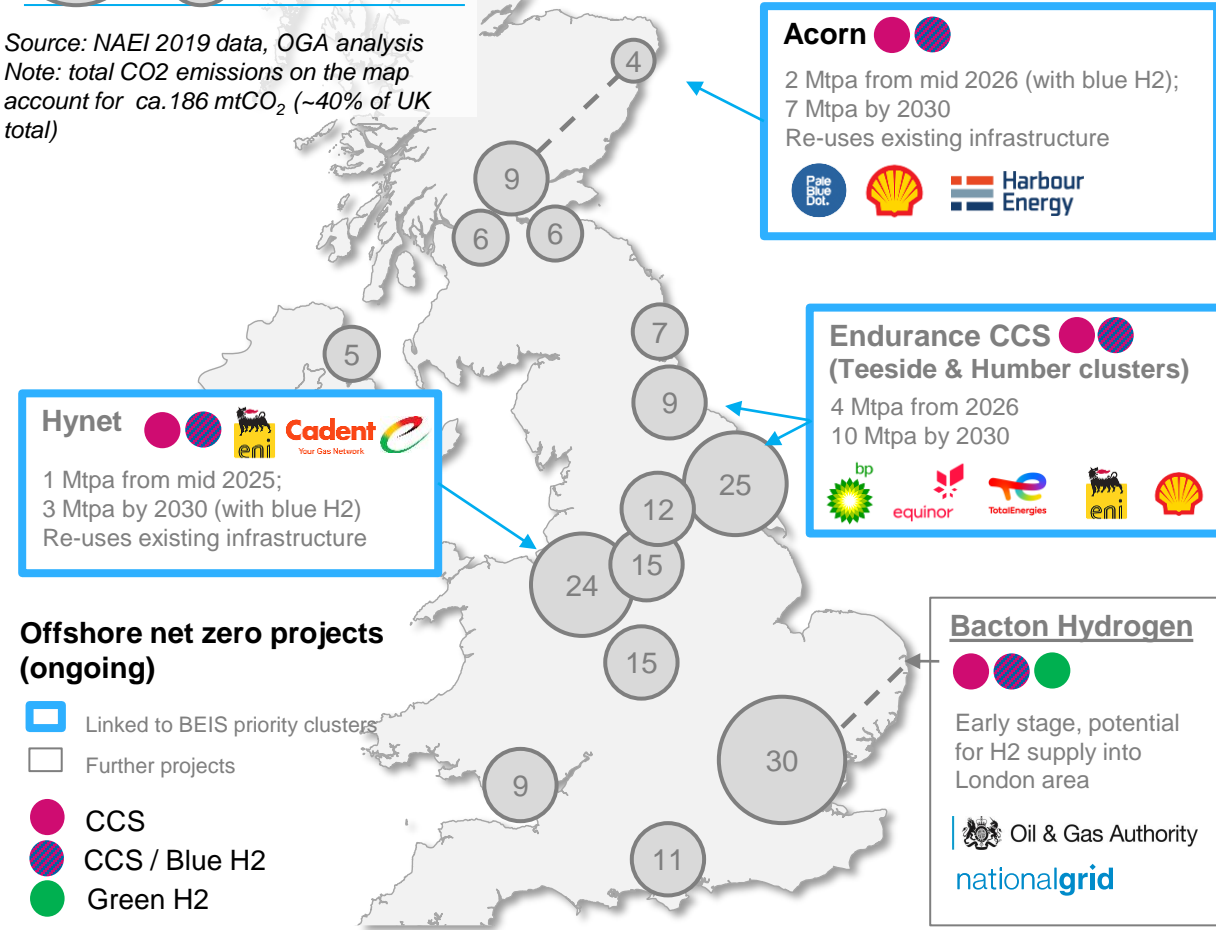 Source: NAEI 2019 data, OGA analysis
Note: total CO2 emissions on the map
account for ca.186 mtCO₂ (~40% of UK
total)
Acorn
2 Mtpa from mid 2026 (with blue H2);
7 Mtpa by 2030
Re-uses existing infrastructure
Pale
Blue
Dot.
Harbour
Energy
4
9
6
6
7
5
9
25
12
15
24
15
30
9
11
Endurance CCS
(Teeside & Humber clusters)
4 Mtpa from 2026
10 Mtpa by 2030
bp
equinor
TotalEnergies
eni
Hynet
eni
Cadent
Your Gas Network
1 Mtpa from mid 2025;
3 Mtpa by 2030 (with blue H2)
Re-uses existing infrastructure
Offshore net zero projects
(ongoing)
Linked to BEIS priority clusters
Further projects
CCS
CCS / Blue H2
Green H2
Bacton Hydrogen
Early stage, potential
for H2 supply into
London area
Oil & Gas Authority
nationalgrid